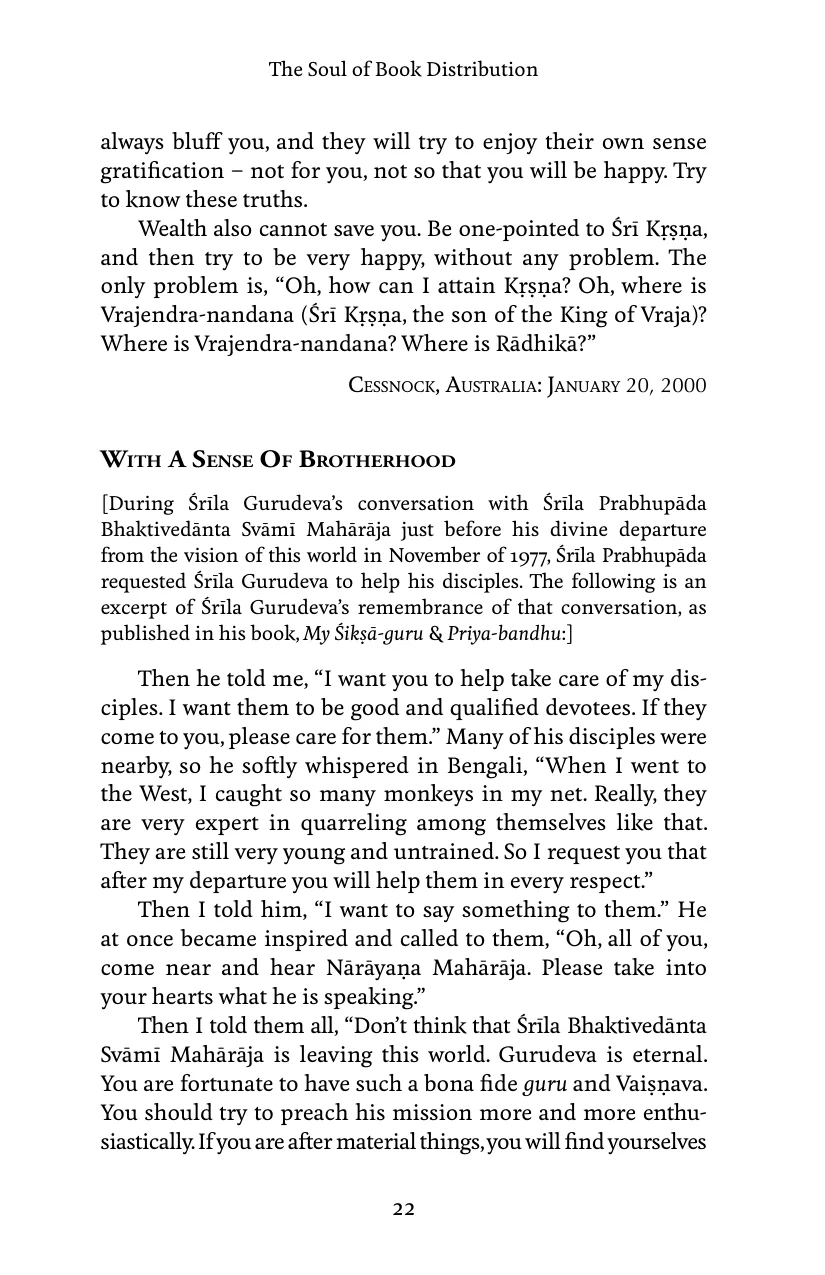 The Soul of Book Distribution
always bluff you, and they will try to enjoy their own sense
gratification – not for you, not so that you will be happy. Try
to know these truths.
Wealth also cannot save you. Be one-pointed to Śrī Kṛṣṇa,
and then try to be very happy, without any problem. The
only problem is, “Oh, how can I attain Kṛṣṇa? Oh, where is
Vrajendra-nandana (Śrī Kṛṣṇa, the son of the King of Vraja)?
Where is Vrajendra-nandana? Where is Rādhikā?”
Cessnock, Australia: January 20, 2000
With A Sense Of Brotherhood
[During Śrīla Gurudeva’s conversation with Śrīla Prabhupāda
Bhaktivedānta Svāmī Mahārāja just before his divine departure
from the vision of this world in November of 1977, Śrīla Prabhupāda
requested Śrīla Gurudeva to help his disciples. The following is an
excerpt of Śrīla Gurudeva’s remembrance of that conversation, as
published in his book, My Śikṣā-guru & Priya-bandhu:]
Then he told me, “I want you to help take care of my dis-
ciples. I want them to be good and qualified devotees. If they
come to you, please care for them.” Many of his disciples were
nearby, so he softly whispered in Bengali, “When I went to
the West, I caught so many monkeys in my net. Really, they
are very expert in quarreling among themselves like that.
They are still very young and untrained. So I request you that
after my departure you will help them in every respect.”
Then I told him, “I want to say something to them.” He
at once became inspired and called to them, “Oh, all of you,
come near and hear Nārāyaṇa Mahārāja. Please take into
your hearts what he is speaking.”
Then I told them all, “Don’t think that Śrīla Bhaktivedānta
Svāmī Mahārāja is leaving this world. Gurudeva is eternal.
You are fortunate to have such a bona fide guru and Vaiṣṇava.
You should try to preach his mission more and more enthu-
siastically. If you are after material things, you will find yourselves
22